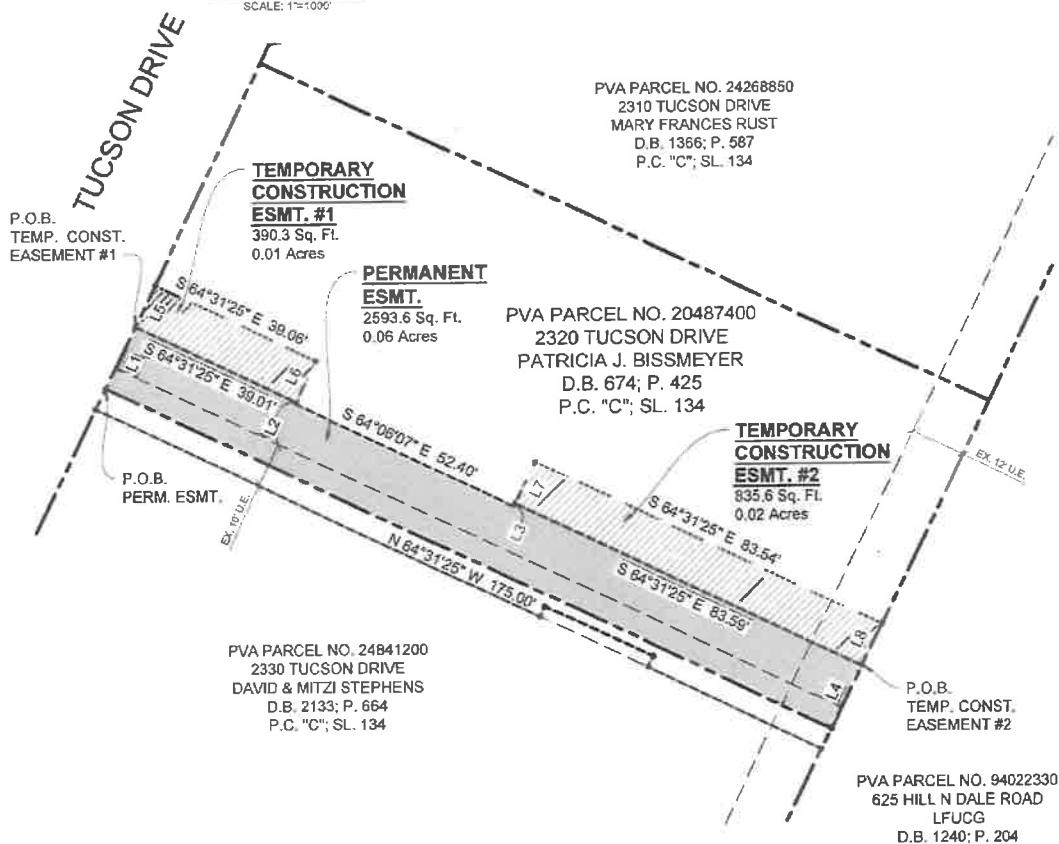 SCALE: 1"=1000'
TUCSON DRIVE
PVA PARCEL NO. 24268850
2310 TUCSON DRIVE
MARY FRANCES RUST
D.B. 1366; P. 587
P.C. "C"; SL. 134
TEMPORARY
CONSTRUCTION
ESMT. #1
390.3 Sq. Ft.
0.01 Acres
P.O.B.
TEMP. CONST.
EASEMENT #1
PERMANENT
ESMT.
2593.6 Sq. Ft.
0.06 Acres
S 64°31'25" E 39.06'
L5
L6
PVA PARCEL NO. 20487400
2320 TUCSON DRIVE
PATRICIA J. BISSMEYER
D.B. 674; P. 425
P.C. "C"; SL. 134
L1
S 64°31'25" E 39.01'
L2
S 64°06'07" E 52.40'
TEMPORARY
CONSTRUCTION
ESMT. #2
835.6 Sq. Ft.
0.02 Acres
EX. 12' U.E.
P.O.B.
PERM. ESMT.
EX. 10' U.E.
L3
L7
S 64°31'25" E 83.54'
S 64°31'25" E 83.59'
N 64°31'25" W 175.00'
L8
L4
PVA PARCEL NO. 24841200
2330 TUCSON DRIVE
DAVID & MITZI STEPHENS
D.B. 2133; P. 664
P.C. "C"; SL. 134
P.O.B.
TEMP. CONST.
EASEMENT #2
PVA PARCEL NO. 94022330
625 HILL N DALE ROAD
LFUCG
D.B. 1240; P. 204